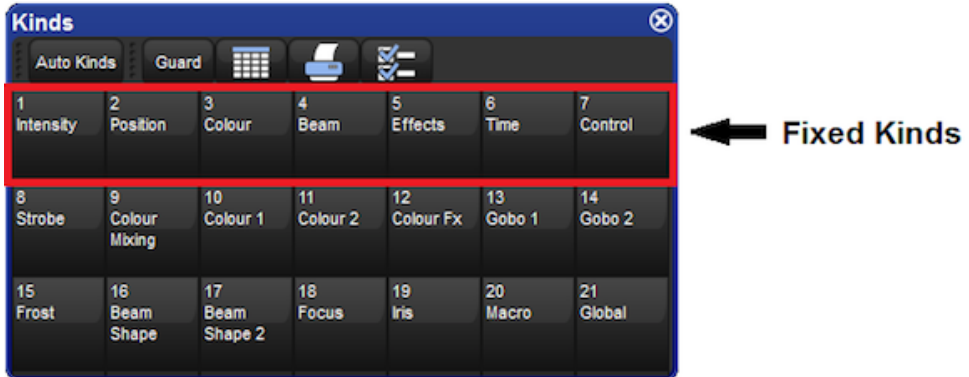 Kinds
Auto Kinds Guard
1 2 3 4 5 6 7
Intensity Position Colour Beam Effects Time Control
Fixed Kinds
8 9 10 11 12 13 14
Strobe Colour Colour 1 Colour 2 Colour Fx Gobo 1 Gobo 2
Mixing
15 16 17 18 19 20 21
Frost Beam Beam Focus Iris Macro Global
Shape Shape 2